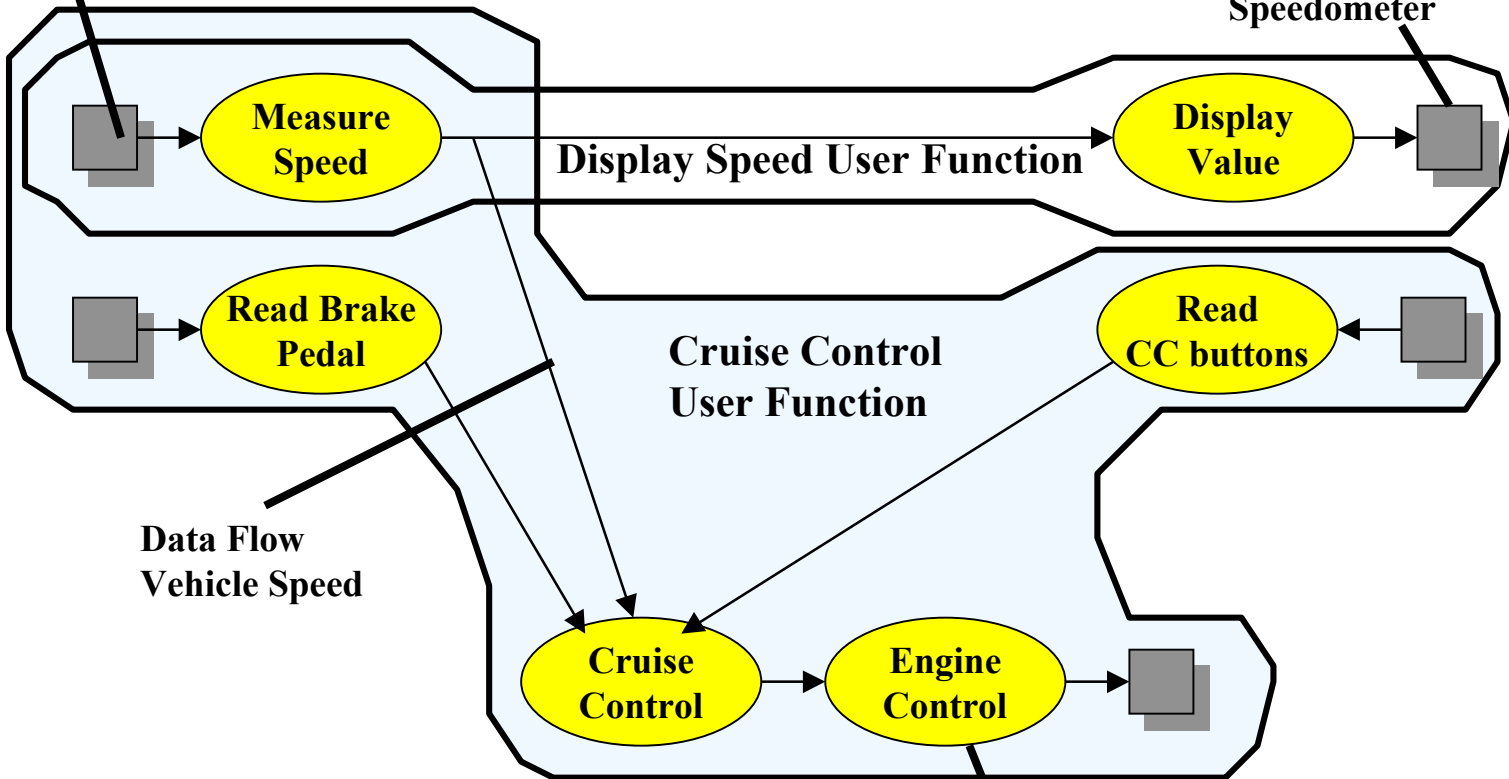 Speedometer
Measure
Speed
Display
Value
Display Speed User Function
Read Brake
Pedal
Read
CC buttons
Cruise Control
User Function
Data Flow
Vehicle Speed
Cruise
Control
Engine
Control